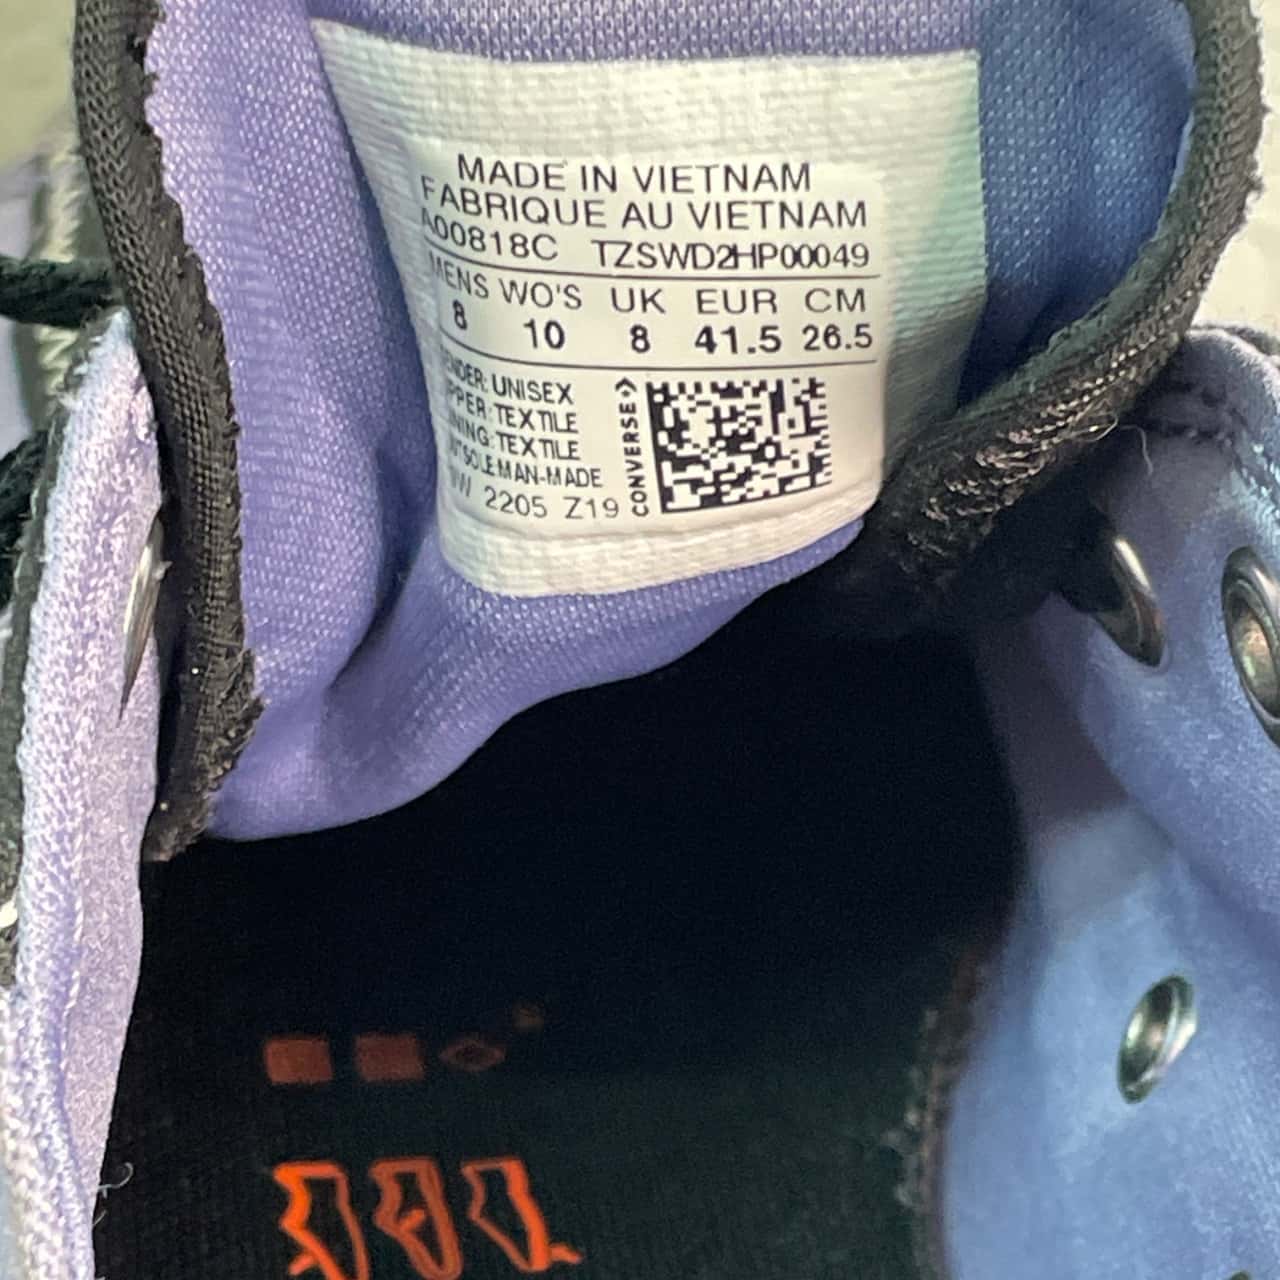 MADE IN VIETNAM
FABRIQUE AU VIETNAM
A00818C TZSWD2HP00049
MENS WO'S UK EUR CM
8 10 8 41.5 26.5
GENDER: UNISEX
UPPER: TEXTILE
LINING: TEXTILE
OUTSOLE MAN-MADE
2205 Z19
CONVERSE